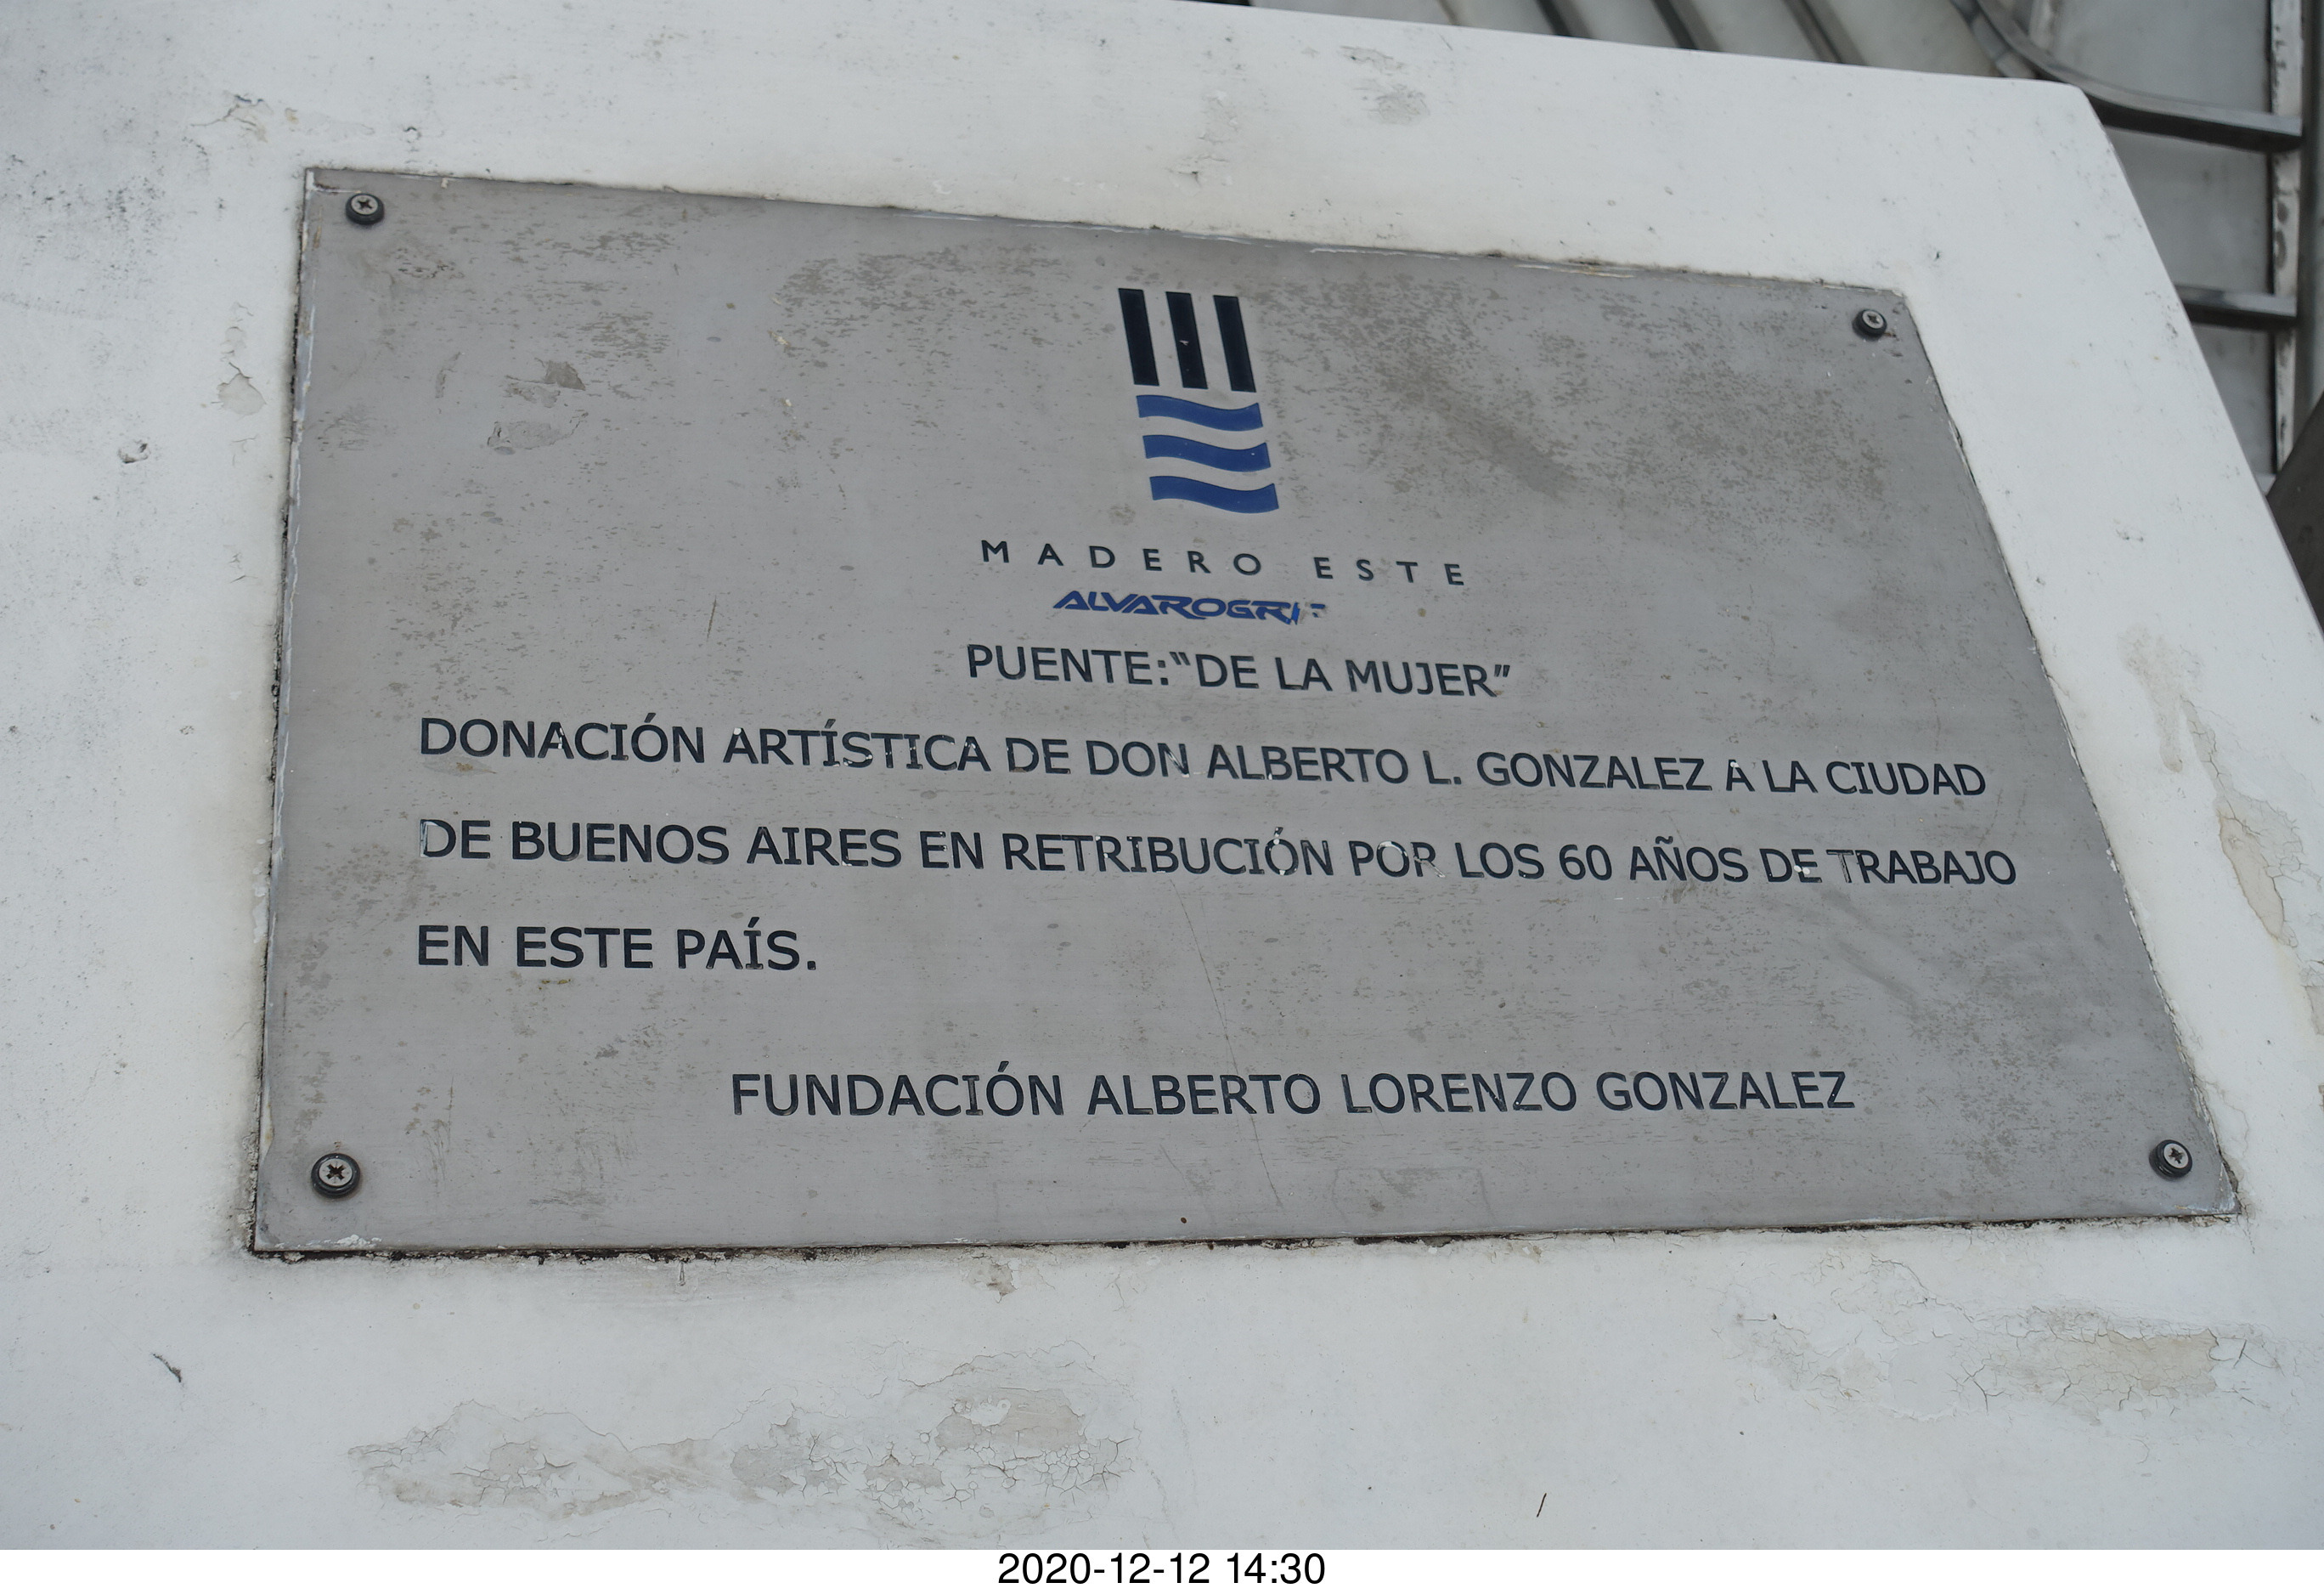 MADERO ESTE
PUENTE:“DE LA MUJER”
DONACIÓN ARTÍSTICA DE DON ALBERTO L. GONZALEZ A LA CIUDAD
DE BUENOS AIRES EN RETRIBUCIÓN POR LOS 60 AÑOS DE TRABAJO
EN ESTE PAÍS.
FUNDACIÓN ALBERTO LORENZO GONZALEZ
2020-12-12 14:30